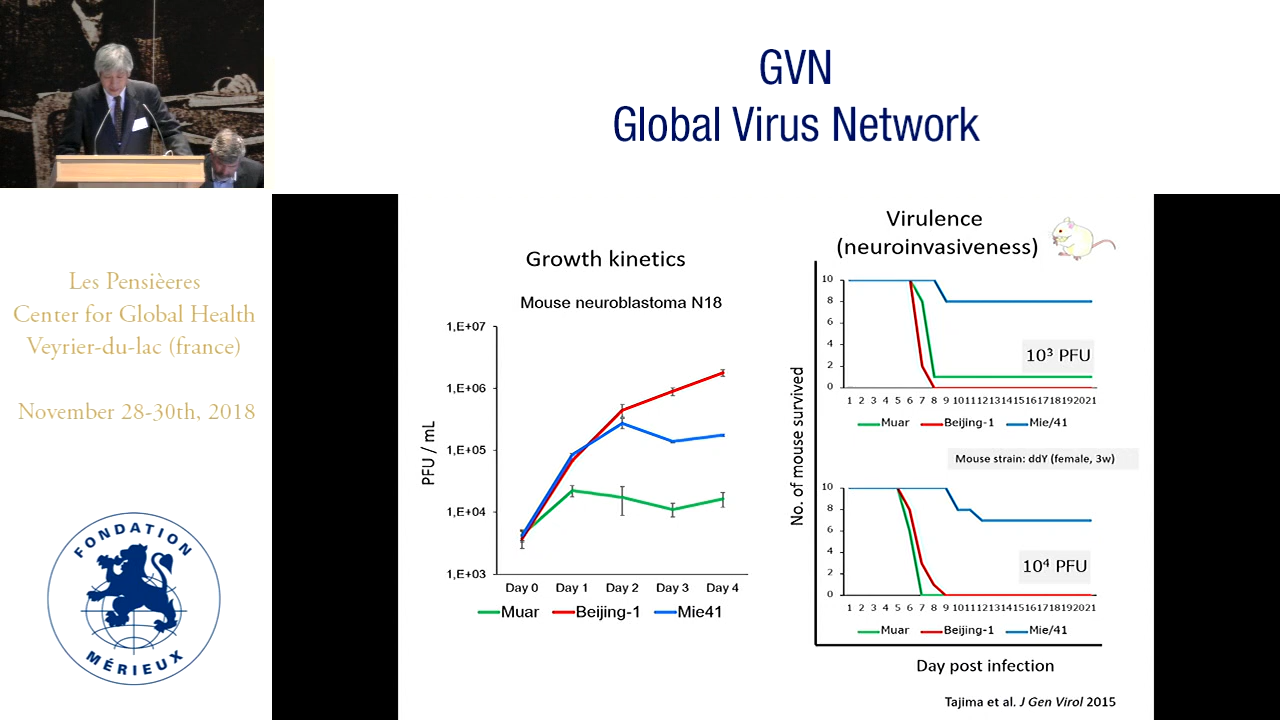 GVN
Global Virus Network
Les Pensièeres
Center for Global Health
Veyrier-du-lac (france)
November 28-30th, 2018
FONDATION
MÉRIEUX
Growth kinetics
Mouse neuroblastoma N18
PFU / mL
1,E+07
1,E+06
1,E+05
1,E+04
1,E+03
Day 0 Day 1 Day 2 Day 3 Day 4
Muar Beijing-1 Mie41
Virulence
(neuroinvasiveness)
No. of mouse survived
10
8
6
4
2
0
10³ PFU
1 2 3 4 5 6 7 8 9 10 11 12 13 14 15 16 17 18 19 20 21
Muar Beijing-1 Mie/41
Mouse strain: ddY (female, 3w)
10
8
6
4
2
0
10⁴ PFU
1 2 3 4 5 6 7 8 9 10 11 12 13 14 15 16 17 18 19 20 21
Muar Beijing-1 Mie/41
Day post infection
Tajima et al. J Gen Virol 2015